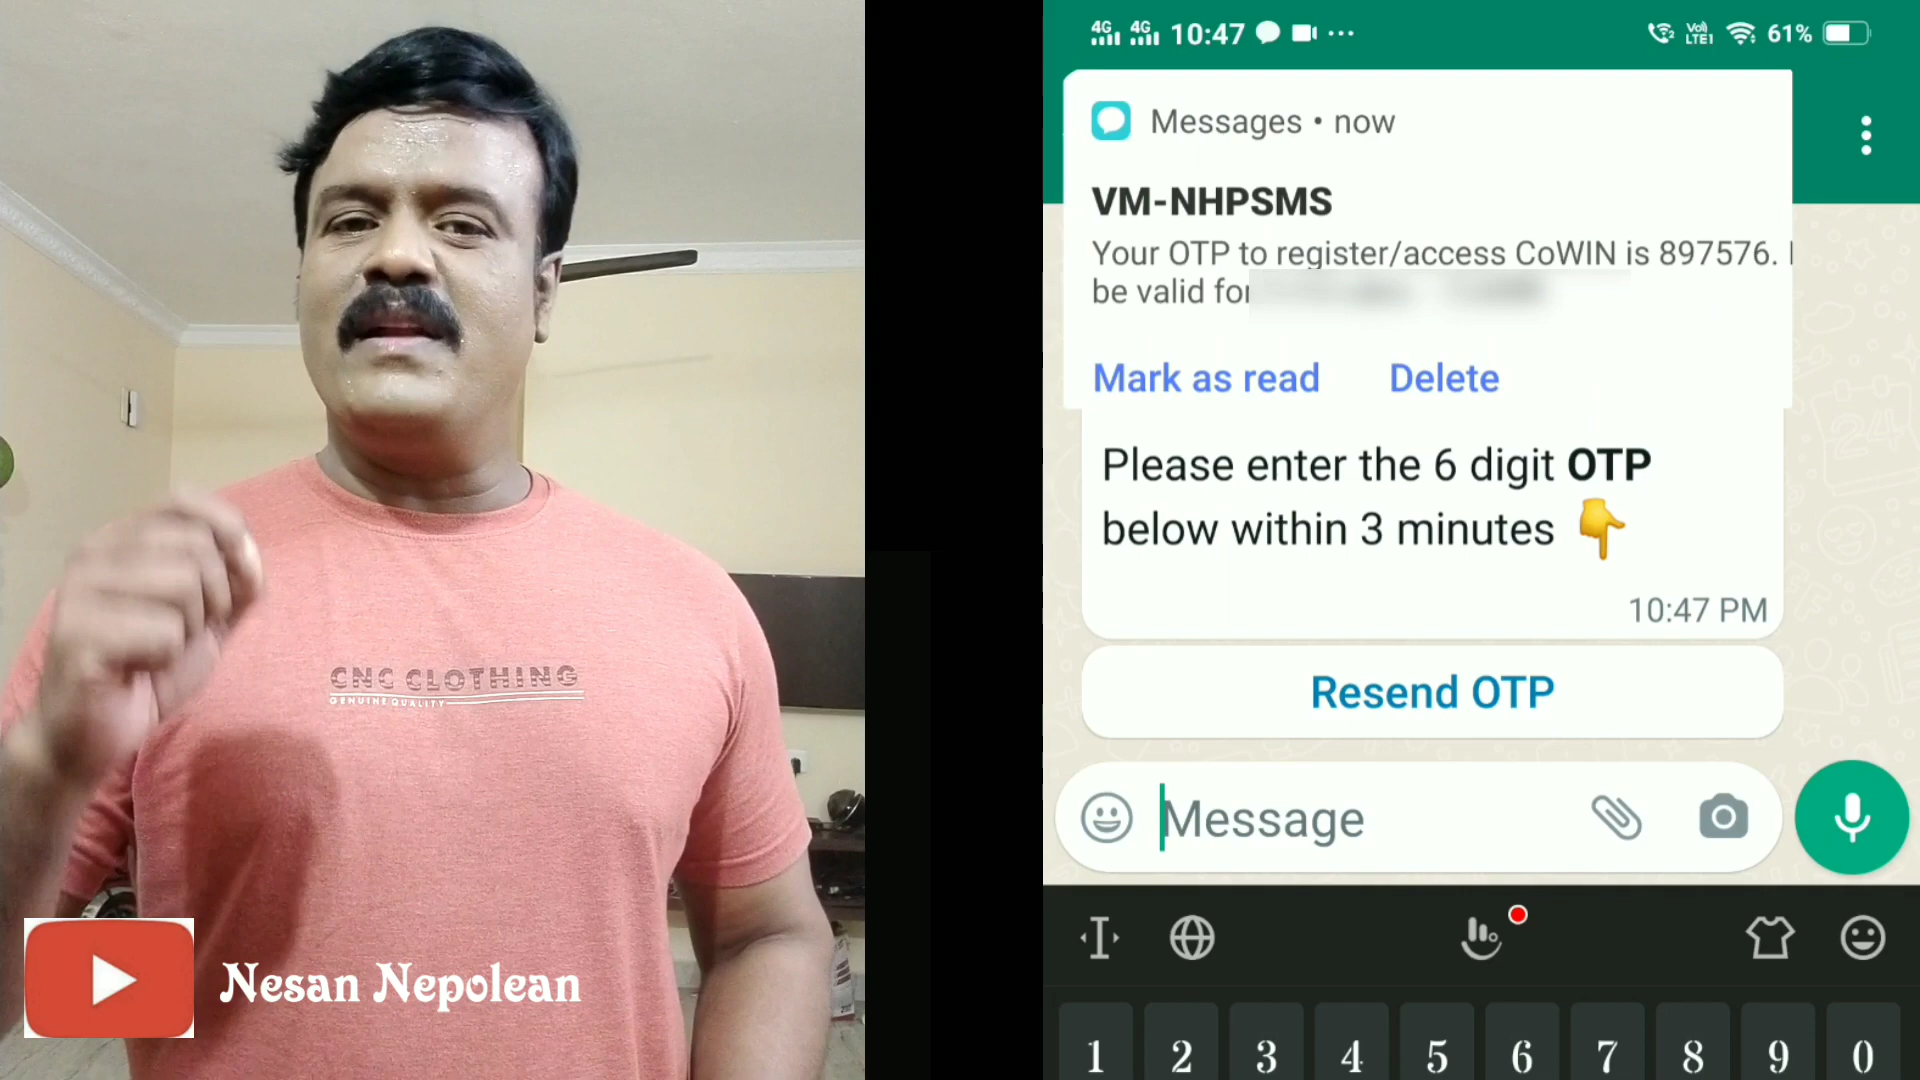 CNC CLOTHING
GENUINE QUALITY
Nesan Nepolean
4G 4G 10:47 ... VoLTE1 61%
Messages • now
VM-NHPSMS
Your OTP to register/access CoWIN is 897576.
be valid for
Mark as read Delete
Please enter the 6 digit OTP
below within 3 minutes 👇
10:47 PM
Resend OTP
Message
1 2 3 4 5 6 7 8 9 0